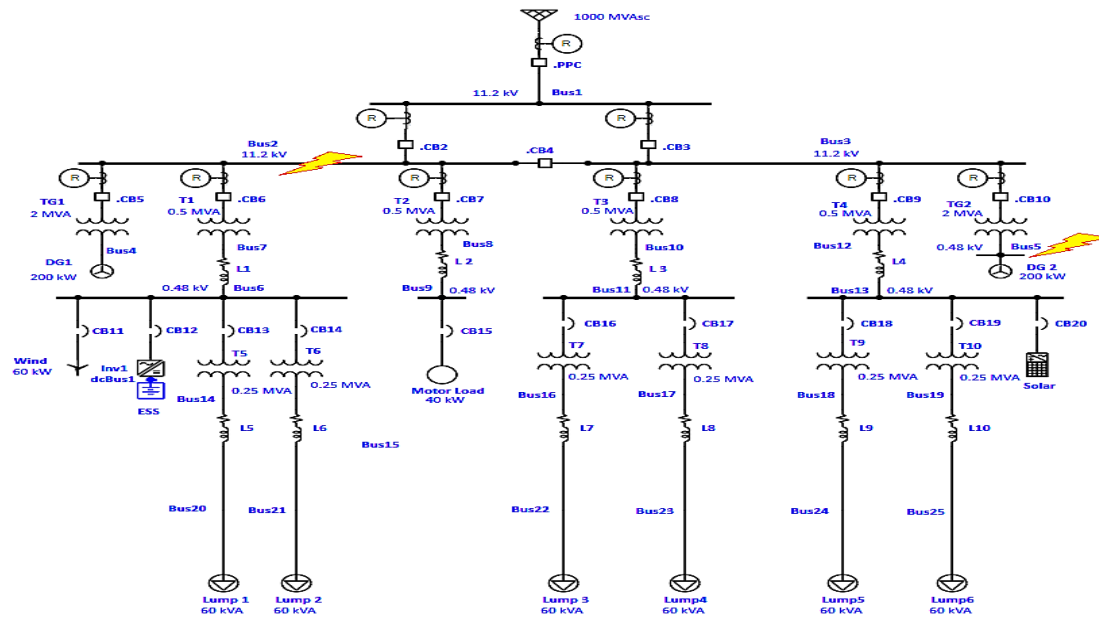 1000 MVAsc
R
.PPC
11.2 kV Bus1
R R
.CB2 .CB3
Bus2
11.2 kV
.CB4
Bus3
11.2 kV
R R R R R R
TG1 .CB5 T1 .CB6 T2 .CB7 T3 .CB8 T4 .CB9 TG2 .CB10
2 MVA 0.5 MVA 0.5 MVA 0.5 MVA 0.5 MVA 2 MVA
Bus4 Bus7 Bus8 Bus10 Bus12 0.48 kV Bus5
DG1 L1 L 2 L 3 L4 DG 2
200 kW 200 kW
0.48 kV Bus6 Bus9 0.48 kV Bus11 0.48 kV Bus13 0.48 kV
CB11 CB12 CB13 CB14 CB15 CB16 CB17 CB18 CB19 CB20
Wind
60 kW
Inv1
dcBus1
ESS
T5 T6 T7 T8 T9 T10
0.25 MVA 0.25 MVA 0.25 MVA 0.25 MVA 0.25 MVA 0.25 MVA
Motor Load
40 kW
Solar
Bus14 Bus16 Bus17 Bus18 Bus19
L5 L6 L7 L8 L9 L10
Bus15
Bus20 Bus21 Bus22 Bus23 Bus24 Bus25
Lump 1 Lump 2 Lump 3 Lump4 Lump5 Lump6
60 kVA 60 kVA 60 kVA 60 kVA 60 kVA 60 kVA